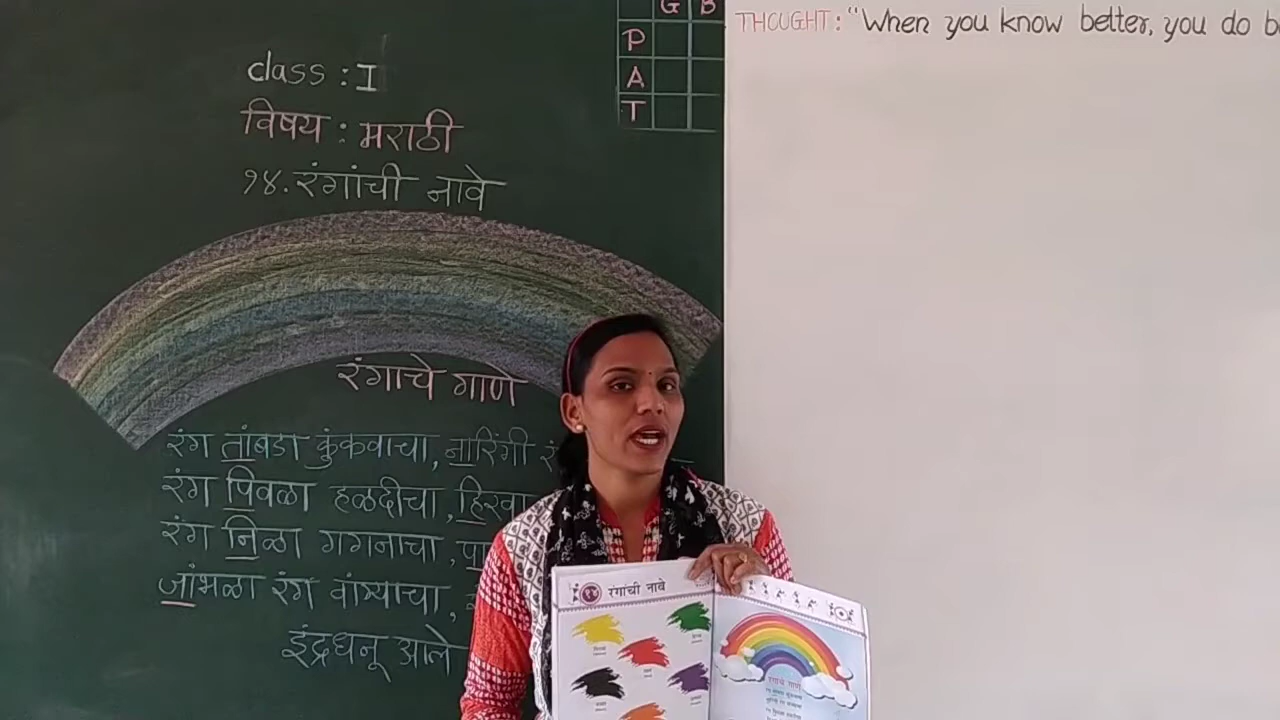 class : I
विषय : मराठी
१४. रंगांची नावे
रंगाचे गाणे
रंग तांबडा कुंकवाचा, नारिंगी
रंग पिवळा हळदीचा, हिरवा
रंग निळा गगनाचा,
जांभळा रंग वांग्याचा,
इंद्रधनू आले
G B
P
A
T
THOUGHT : "When you know better, you do
रंगांची नावे
रंगाचे गाणे